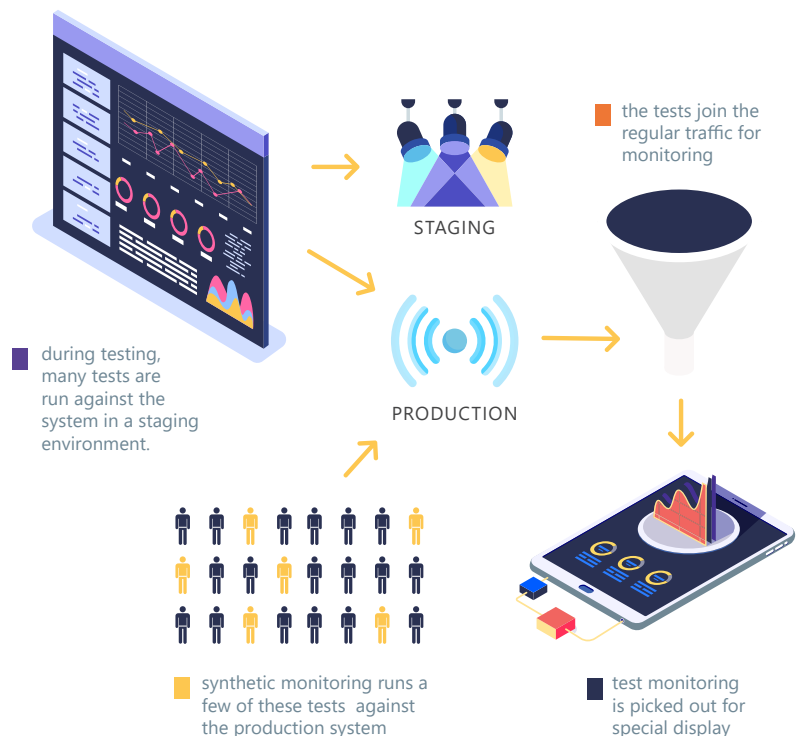 the tests join the
regular traffic for
monitoring
STAGING
during testing,
many tests are
run against the
system in a staging
environment.
PRODUCTION
synthetic monitoring runs a
few of these tests  against
the production system
test monitoring
is picked out for
special display